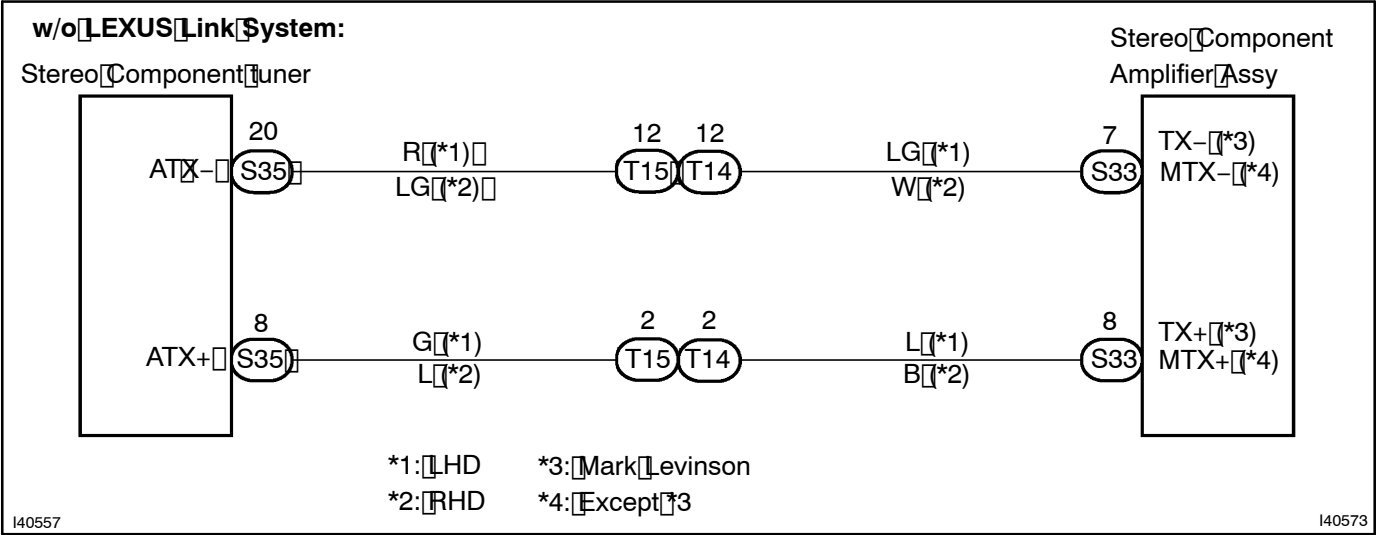 w/o LEXUS Link System:
Stereo Component
Stereo Component tuner
Amplifier Assy
20
12
12
7
R (*1)
LG (*1)
TX– (*3)
ATX–
S35
T15
T14
S33
MTX– (*4)
LG (*2)
W (*2)
8
2
2
8
G (*1)
L (*1)
TX+ (*3)
ATX+
S35
T15
T14
S33
MTX+ (*4)
L (*2)
B (*2)
*1: LHD
*3: Mark Levinson
*2: RHD
*4: Except *3
I40557
I40573